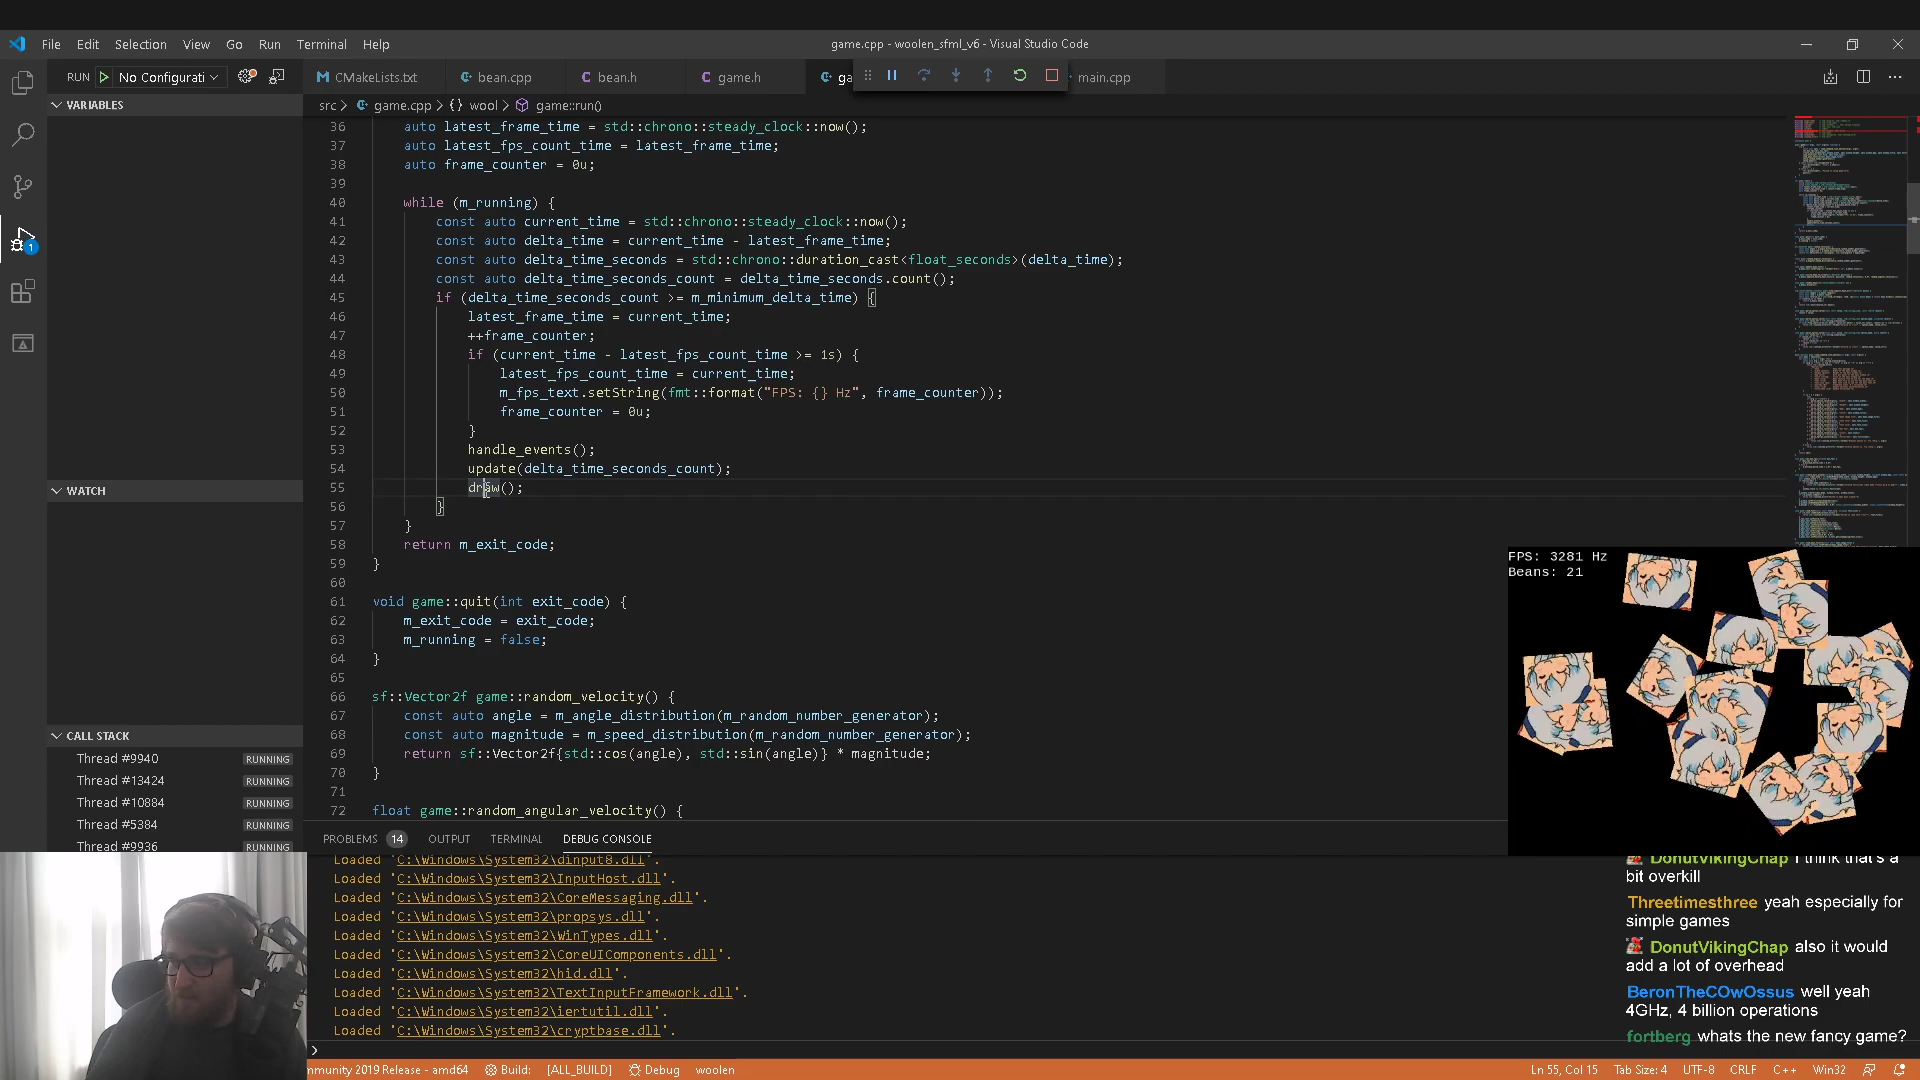 File Edit Selection View Go Run Terminal Help
game.cpp - woolen_sfml_v6 - Visual Studio Code
RUN No Configurati
CMakeLists.txt bean.cpp bean.h game.h ga main.cpp
VARIABLES
src > game.cpp > {} wool > game::run()
36 auto latest_frame_time = std::chrono::steady_clock::now();
37 auto latest_fps_count_time = latest_frame_time;
38 auto frame_counter = 0u;
39
40 while (m_running) {
41 const auto current_time = std::chrono::steady_clock::now();
42 const auto delta_time = current_time - latest_frame_time;
43 const auto delta_time_seconds = std::chrono::duration_cast<float_seconds>(delta_time);
44 const auto delta_time_seconds_count = delta_time_seconds.count();
45 if (delta_time_seconds_count >= m_minimum_delta_time) {
46 latest_frame_time = current_time;
47 ++frame_counter;
48 if (current_time - latest_fps_count_time >= 1s) {
49 latest_fps_count_time = current_time;
50 m_fps_text.setString(fmt::format("FPS: {} Hz", frame_counter));
51 frame_counter = 0u;
52 }
53 handle_events();
54 update(delta_time_seconds_count);
55 draw();
56 }
57 }
58 return m_exit_code;
59 }
60
61 void game::quit(int exit_code) {
62 m_exit_code = exit_code;
63 m_running = false;
64 }
65
66 sf::Vector2f game::random_velocity() {
67 const auto angle = m_angle_distribution(m_random_number_generator);
68 const auto magnitude = m_speed_distribution(m_random_number_generator);
69 return sf::Vector2f{std::cos(angle), std::sin(angle)} * magnitude;
70 }
71
72 float game::random_angular_velocity() {
1
WATCH
CALL STACK
Thread #9940 RUNNING
Thread #13424 RUNNING
Thread #10884 RUNNING
Thread #5384 RUNNING
Thread #9936 RUNNING
FPS: 3281 Hz
Beans: 21
PROBLEMS 14 OUTPUT TERMINAL DEBUG CONSOLE
Loaded 'C:\Windows\System32\dinput8.dll'.
Loaded 'C:\Windows\System32\InputHost.dll'.
Loaded 'C:\Windows\System32\CoreMessaging.dll'.
Loaded 'C:\Windows\System32\propsys.dll'.
Loaded 'C:\Windows\System32\WinTypes.dll'.
Loaded 'C:\Windows\System32\CoreUIComponents.dll'.
Loaded 'C:\Windows\System32\hid.dll'.
Loaded 'C:\Windows\System32\TextInputFramework.dll'.
Loaded 'C:\Windows\System32\iertutil.dll'.
Loaded 'C:\Windows\System32\cryptbase.dll'.
>
DonutVikingChap I think that's a
bit overkill
Threetimesthree yeah especially for
simple games
DonutVikingChap also it would
add a lot of overhead
BeronTheCOwOssus well yeah
4GHz, 4 billion operations
fortberg whats the new fancy game?
mmunity 2019 Release - amd64 Build: [ALL_BUILD] Debug woolen
Ln 55, Col 15 Tab Size: 4 UTF-8 CRLF C++ Win32